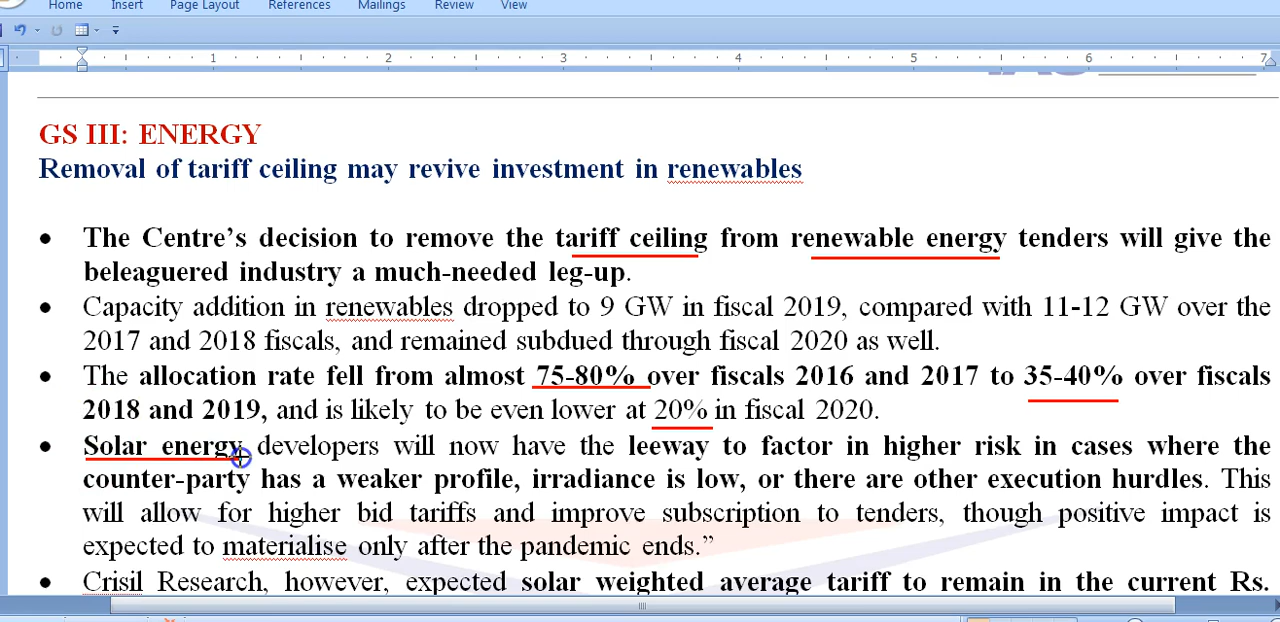 Home Insert Page Layout References Mailings Review View
1 2 3 4 5 6 7
GS III: ENERGY
Removal of tariff ceiling may revive investment in renewables
• The Centre’s decision to remove the tariff ceiling from renewable energy tenders will give the
beleaguered industry a much-needed leg-up.
• Capacity addition in renewables dropped to 9 GW in fiscal 2019, compared with 11-12 GW over the
2017 and 2018 fiscals, and remained subdued through fiscal 2020 as well.
• The allocation rate fell from almost 75-80% over fiscals 2016 and 2017 to 35-40% over fiscals
2018 and 2019, and is likely to be even lower at 20% in fiscal 2020.
• Solar energy developers will now have the leeway to factor in higher risk in cases where the
counter-party has a weaker profile, irradiance is low, or there are other execution hurdles. This
will allow for higher bid tariffs and improve subscription to tenders, though positive impact is
expected to materialise only after the pandemic ends.”
• Crisil Research, however, expected solar weighted average tariff to remain in the current Rs.